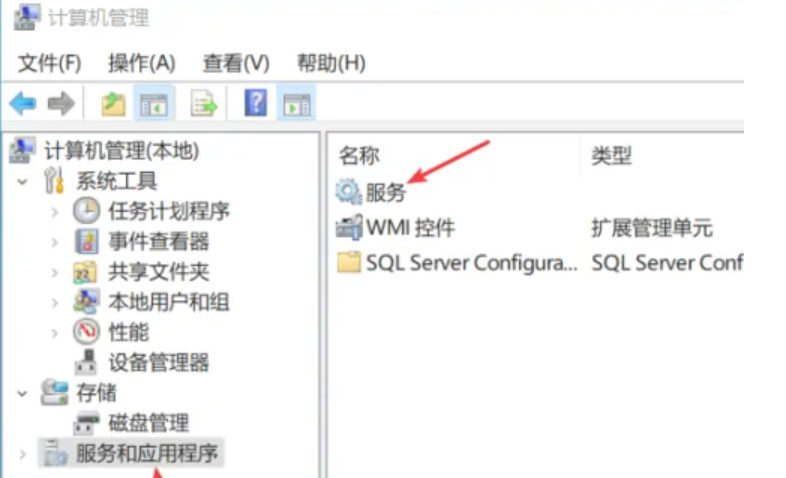 计算机管理
文件(F) 操作(A) 查看(V) 帮助(H)
计算机管理(本地)
系统工具
任务计划程序
事件查看器
共享文件夹
本地用户和组
性能
设备管理器
存储
磁盘管理
服务和应用程序
名称 类型
服务
WMI 控件 扩展管理单元
SQL Server Configura... SQL Server Conf